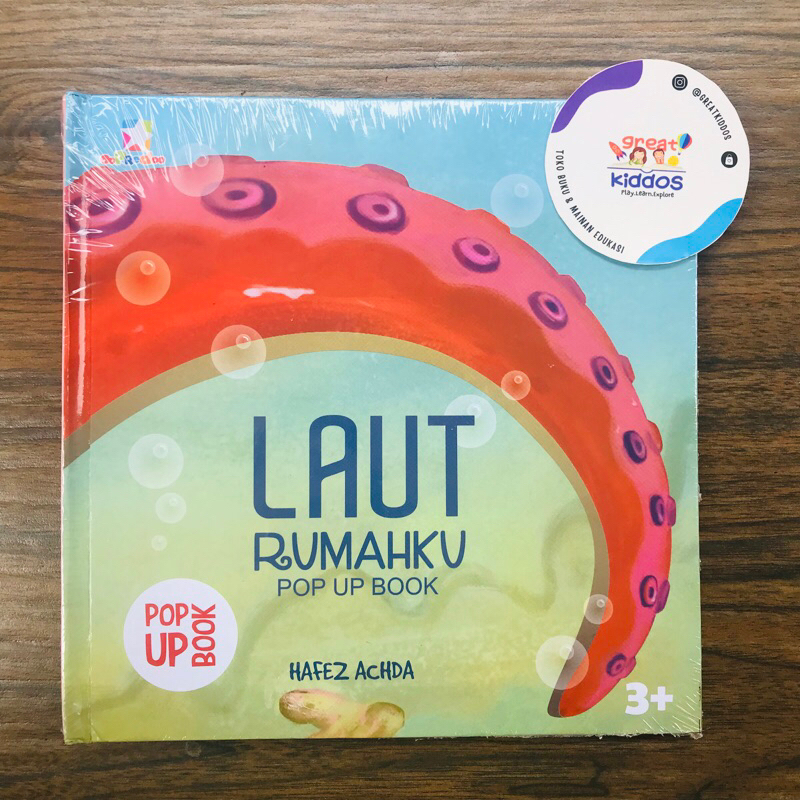 @GREATKIDDOS
great
kiddos
Play.Learn.Explore
TOKO BUKU & MAINAN EDUKASI
LAUT
RUMAHKU
POP UP BOOK
POP
UP
BOOK
HAFEZ ACHDA
3+